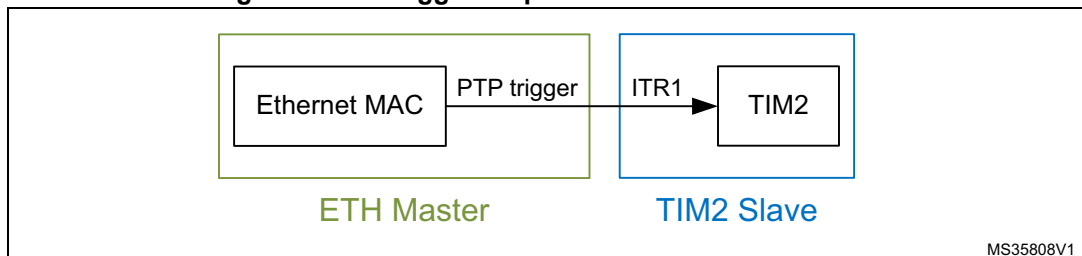 PTP trigger
ITR1
Ethernet MAC
TIM2
ETH Master
TIM2 Slave
MS35808V1